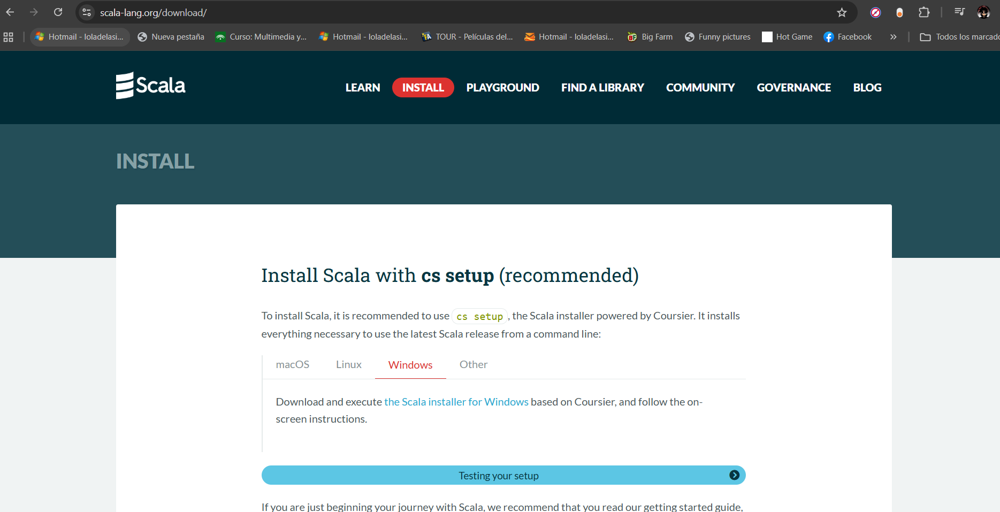 scala-lang.org/download/
Hotmail - loladelasi... Nueva pestaña Curso: Multimedia y... Hotmail - loladelasi... TOUR - Películas del... Hotmail - loladelasi... Big Farm Funny pictures Hot Game Facebook » Todos los marcado
Scala LEARN INSTALL PLAYGROUND FIND A LIBRARY COMMUNITY GOVERNANCE BLOG
INSTALL
Install Scala with cs setup (recommended)
To install Scala, it is recommended to use cs setup, the Scala installer powered by Coursier. It installs
everything necessary to use the latest Scala release from a command line:
macOS Linux Windows Other
Download and execute the Scala installer for Windows based on Coursier, and follow the on-
screen instructions.
Testing your setup
If you are just beginning your journey with Scala, we recommend that you read our getting started guide,